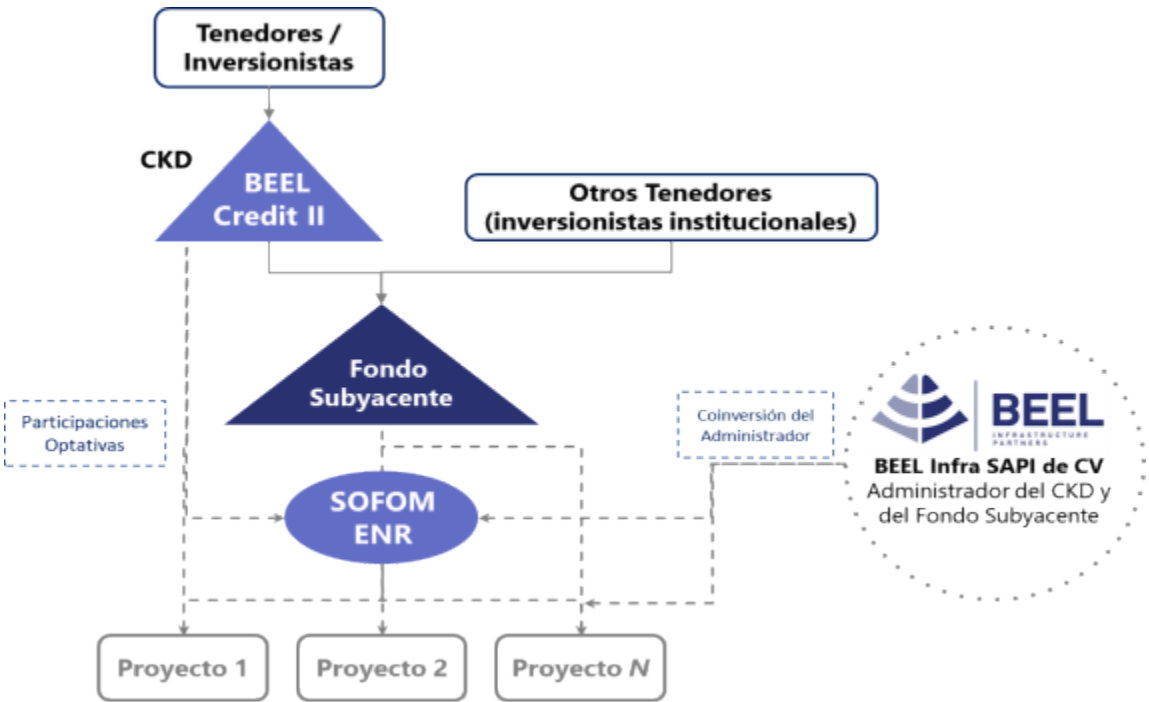 Tenedores /
Inversionistas
CKD
BEEL
Credit II
Otros Tenedores
(inversionistas institucionales)
Fondo
Subyacente
Participaciones
Optativas
Coinversión del
Administrador
BEEL
INFRASTRUCTURE
PARTNERS
BEEL Infra SAPI de CV
Administrador del CKD y
del Fondo Subyacente
SOFOM
ENR
Proyecto 1
Proyecto 2
Proyecto N